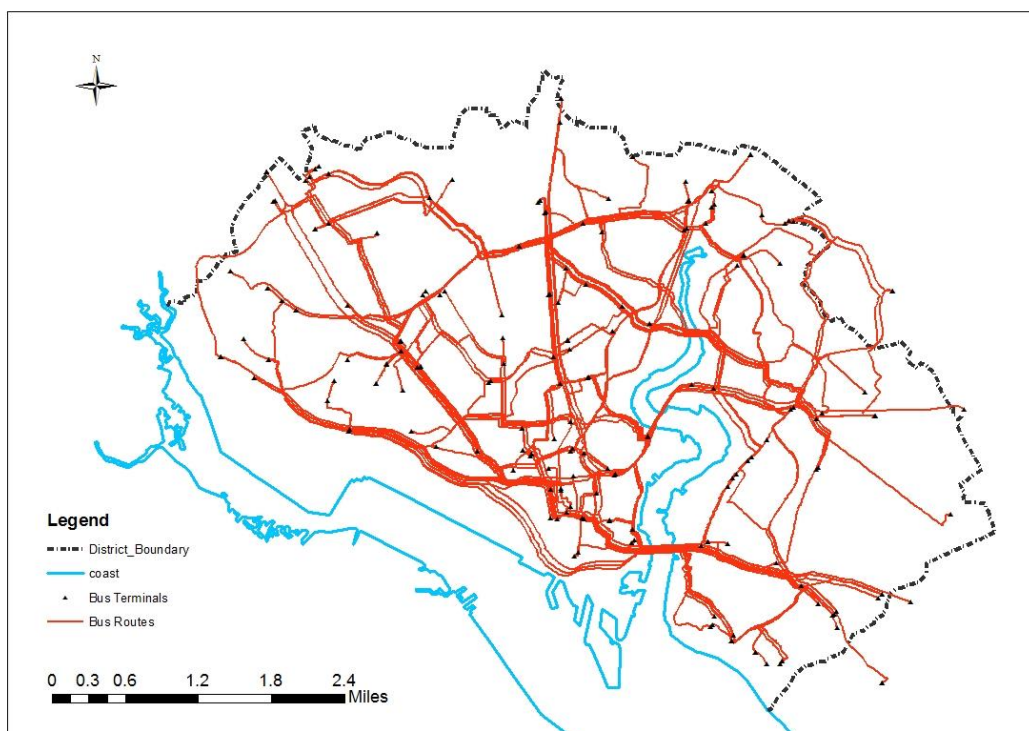 N
Legend
District_Boundary
coast
Bus Terminals
Bus Routes
0 0.3 0.6 1.2 1.8 2.4
Miles